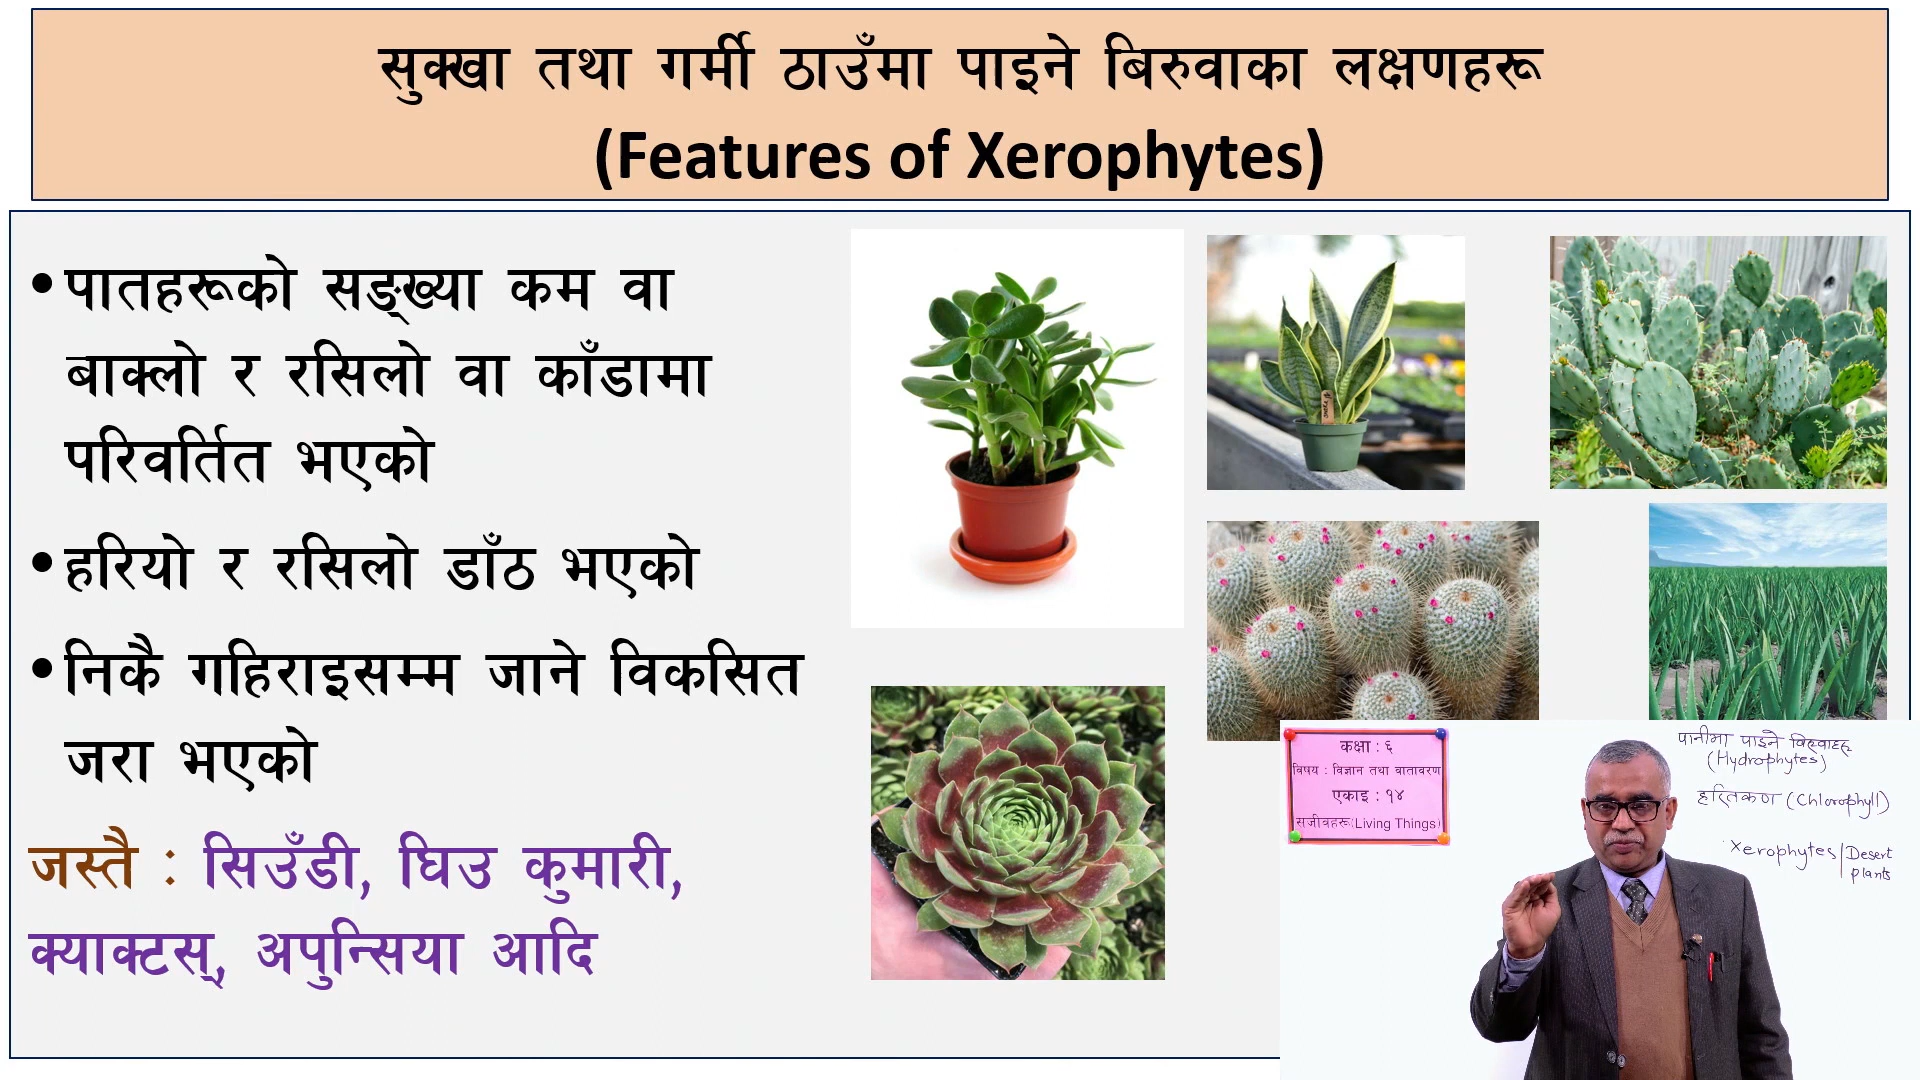 सुक्खा तथा गर्मी ठाउँमा पाइने बिरुवाका लक्षणहरू
(Features of Xerophytes)
•पातहरूको सङ्ख्या कम वा
बाक्लो र रसिलो वा काँडामा
परिवर्तित भएको
•हरियो र रसिलो डाँठ भएको
•निकै गहिराइसम्म जाने विकसित
जरा भएको
जस्तै : सिउँडी, घिउ कुमारी,
क्याक्टस्, अपुन्सिया आदि
कक्षा : ६
विषय : विज्ञान तथा वातावरण
एकाइ : १४
सजीवहरू(Living Things)
पानीमा पाइने बिरुवाहरू
(Hydrophytes)
हरितकण (Chlorophyll)
Xerophytes/Desert
plants